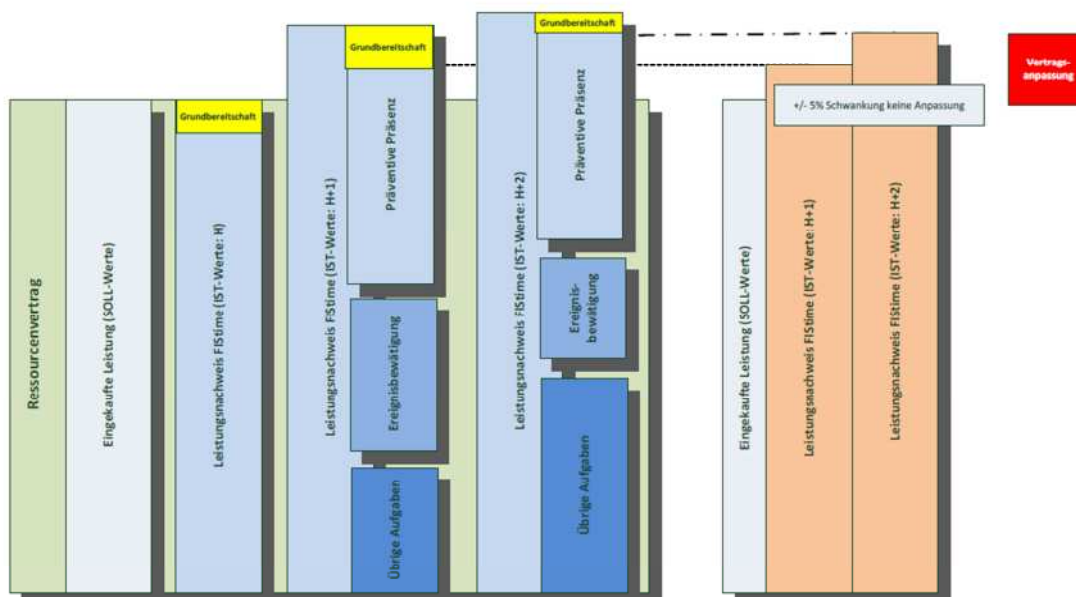 Ressourcenvertrag
Eingekaufte Leistung (SOLL-Werte)
Grundbereitschaft
Leistungsnachweis FIStime (IST-Werte: H)
Leistungsnachweis FIStime (IST-Werte: H+1)
Grundbereitschaft
Präventive Präsenz
Ereignisbewätigung
Übrige Aufgaben
Leistungsnachweis FIStime (IST-Werte: H+2)
Grundbereitschaft
Präventive Präsenz
Ereignis-
bewätigung
Übrige Aufgaben
Eingekaufte Leistung (SOLL-Werte)
Leistungsnachweis FIStime (IST-Werte: H+1)
Leistungsnachweis FIStime (IST-Werte: H+2)
+/- 5% Schwankung keine Anpassung
Vertrags-
anpassung